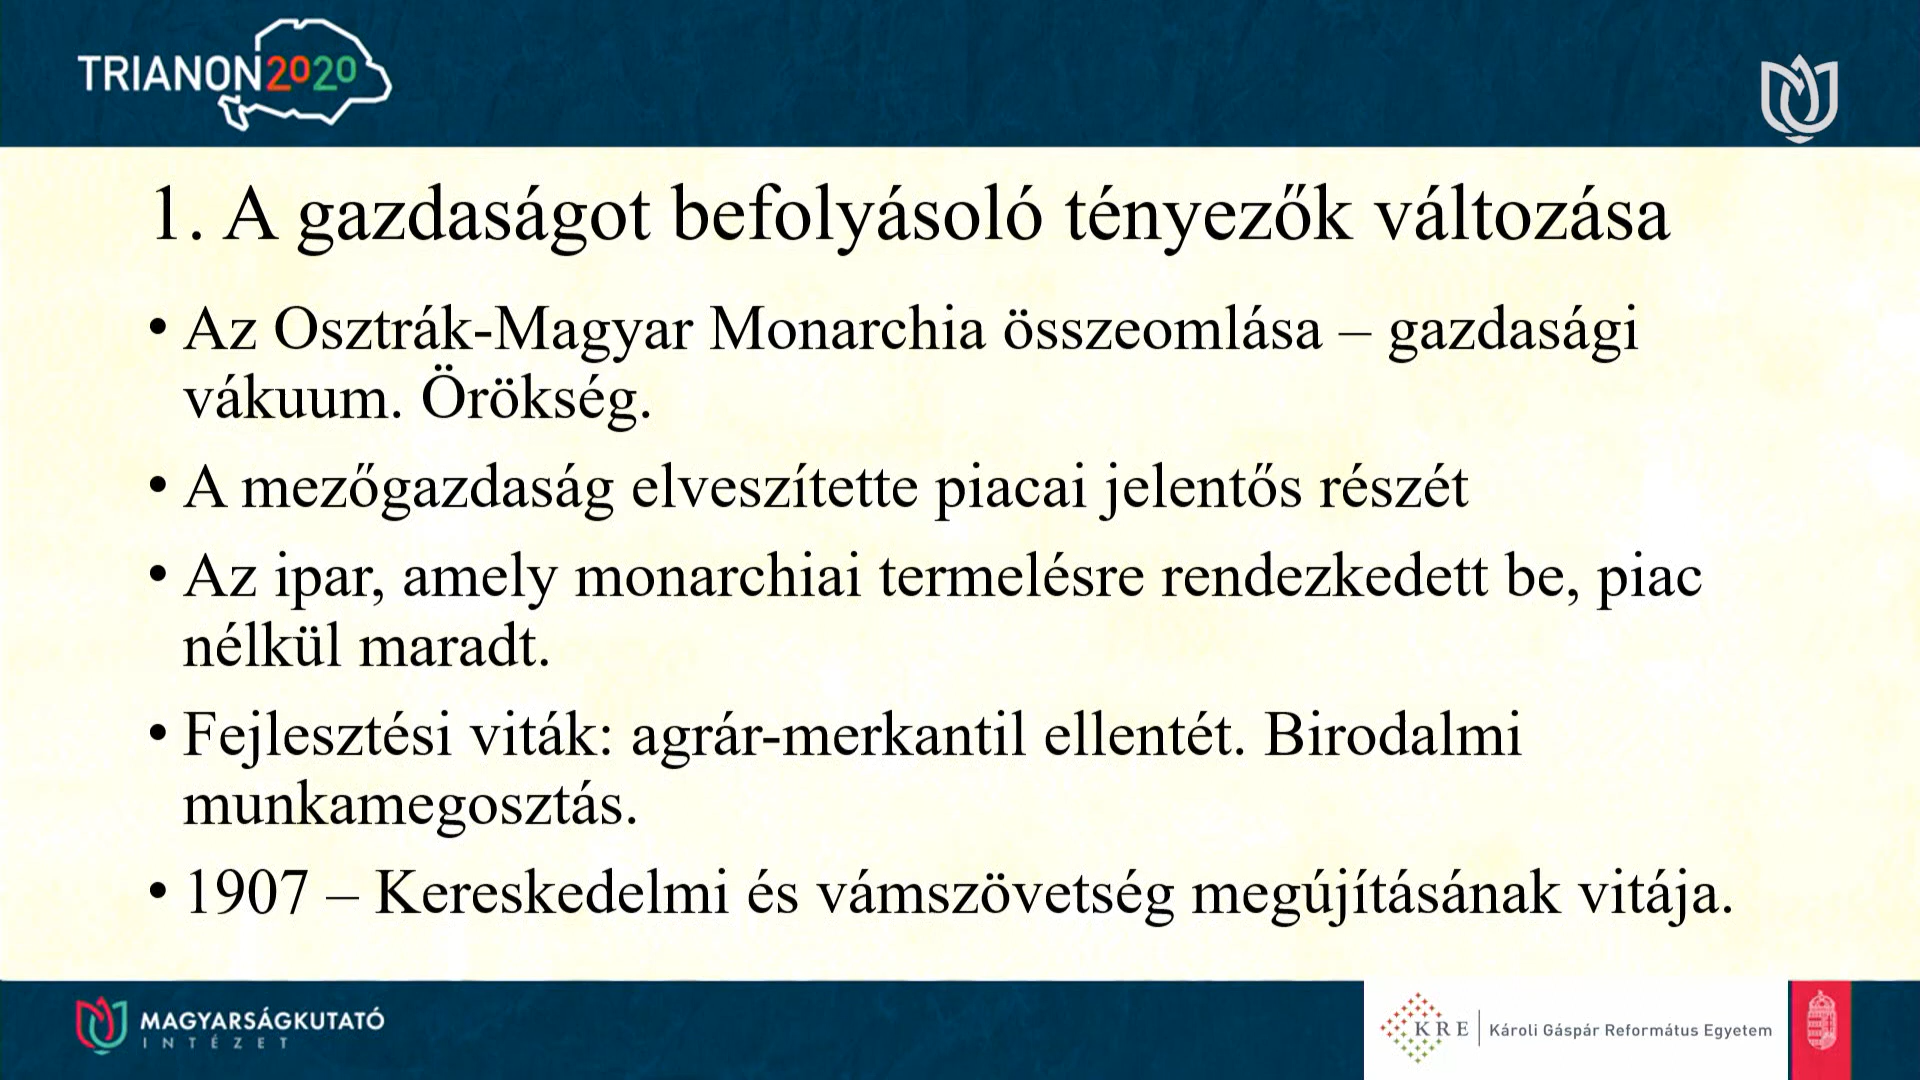 TRIANON2020
1. A gazdaságot befolyásoló tényezők változása
• Az Osztrák-Magyar Monarchia összeomlása – gazdasági
vákuum. Örökség.
• A mezőgazdaság elveszítette piacai jelentős részét
• Az ipar, amely monarchiai termelésre rendezkedett be, piac
nélkül maradt.
• Fejlesztési viták: agrár-merkantil ellentét. Birodalmi
munkamegosztás.
• 1907 – Kereskedelmi és vámszövetség megújításának vitája.
MAGYARSÁGKUTATÓ
INTÉZET
KRE
Károli Gáspár Református Egyetem